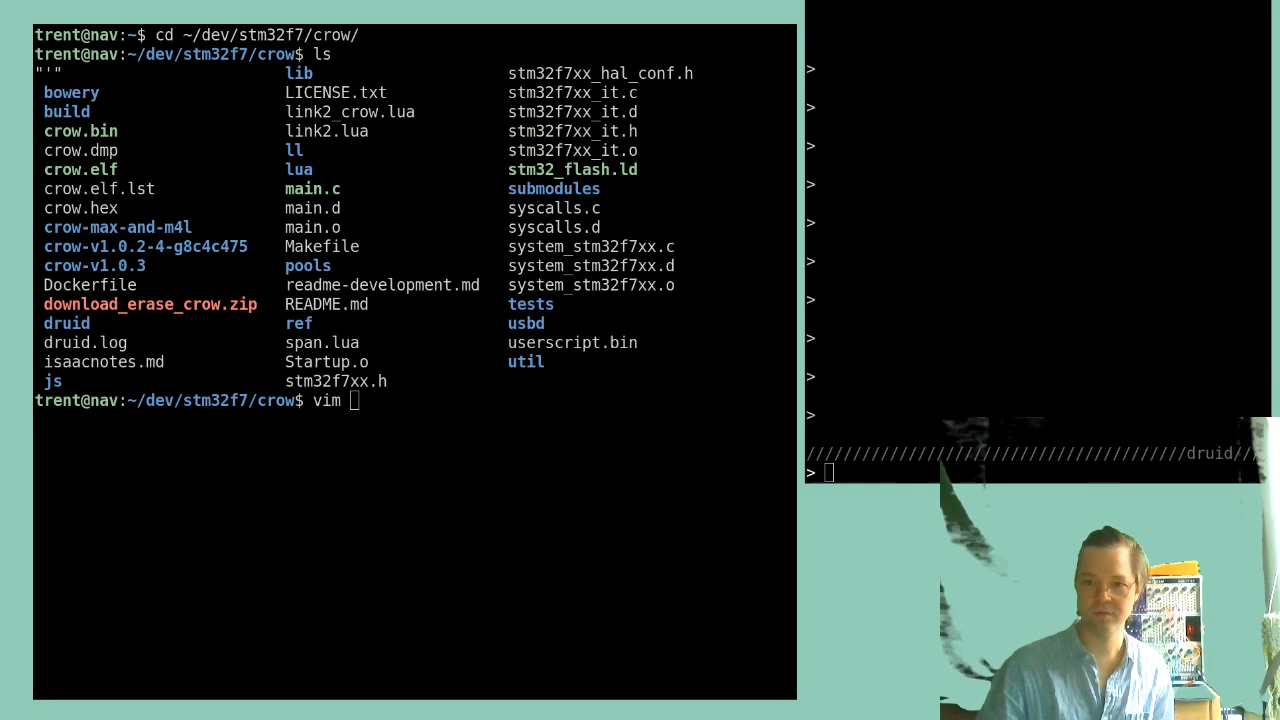 trent@nav:~$ cd ~/dev/stm32f7/crow/
trent@nav:~/dev/stm32f7/crow$ ls
"'" lib stm32f7xx_hal_conf.h
bowery LICENSE.txt stm32f7xx_it.c
build link2_crow.lua stm32f7xx_it.d
crow.bin link2.lua stm32f7xx_it.h
crow.dmp ll stm32f7xx_it.o
crow.elf lua stm32_flash.ld
crow.elf.lst main.c submodules
crow.hex main.d syscalls.c
crow-max-and-m4l main.o syscalls.d
crow-v1.0.2-4-g8c4c475 Makefile system_stm32f7xx.c
crow-v1.0.3 pools system_stm32f7xx.d
Dockerfile readme-development.md system_stm32f7xx.o
download_erase_crow.zip README.md tests
druid ref usbd
druid.log span.lua userscript.bin
isaacnotes.md Startup.o util
js stm32f7xx.h
trent@nav:~/dev/stm32f7/crow$ vim
>
>
>
>
>
>
>
>
>
>
/////////////////////////////////////////druid///
>